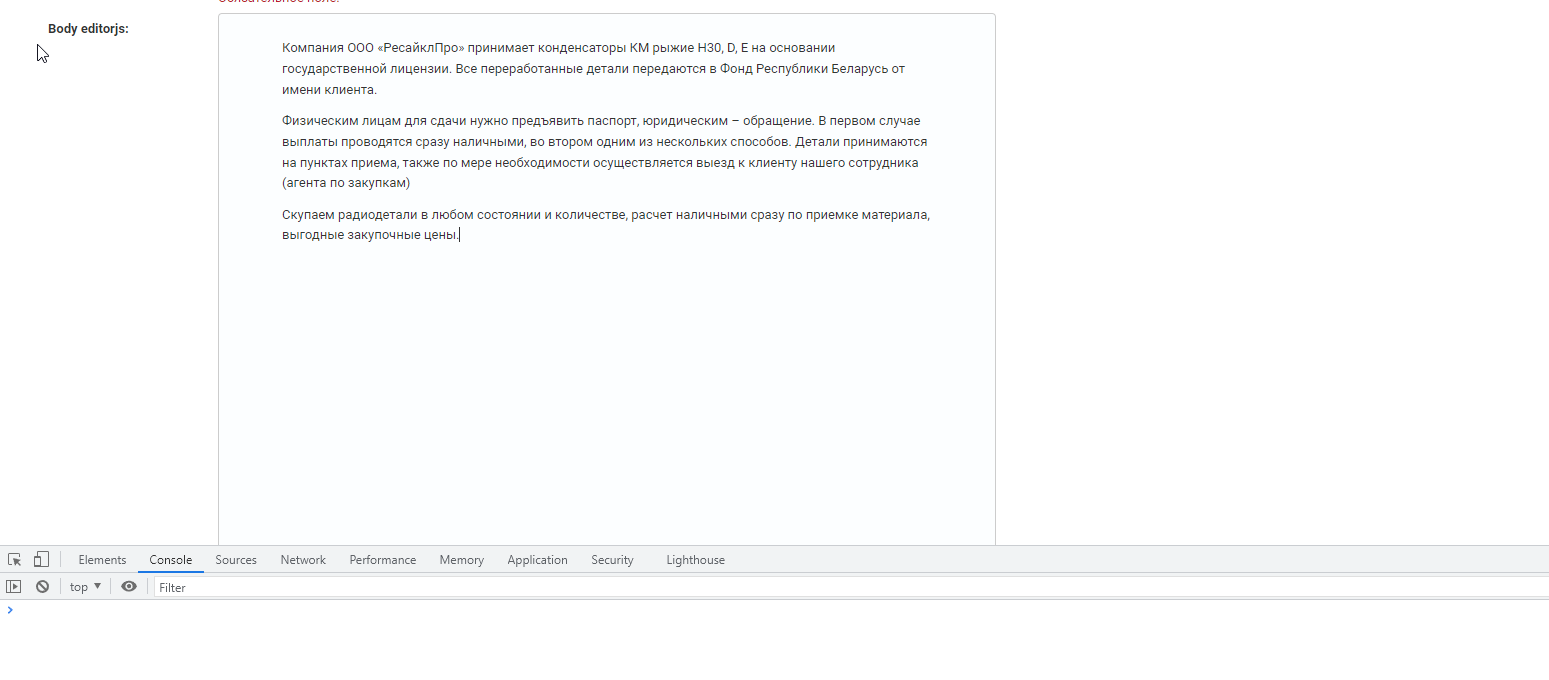 Body editorjs:
Компания ООО «РесайклПро» принимает конденсаторы КМ рыжие Н30, D, E на основании
государственной лицензии. Все переработанные детали передаются в Фонд Республики Беларусь от
имени клиента.
Физическим лицам для сдачи нужно предъявить паспорт, юридическим – обращение. В первом случае
выплаты проводятся сразу наличными, во втором одним из нескольких способов. Детали принимаются
на пунктах приема, также по мере необходимости осуществляется выезд к клиенту нашего сотрудника
(агента по закупкам)
Скупаем радиодетали в любом состоянии и количестве, расчет наличными сразу по приемке материала,
выгодные закупочные цены.
Elements Console Sources Network Performance Memory Application Security Lighthouse
top Filter